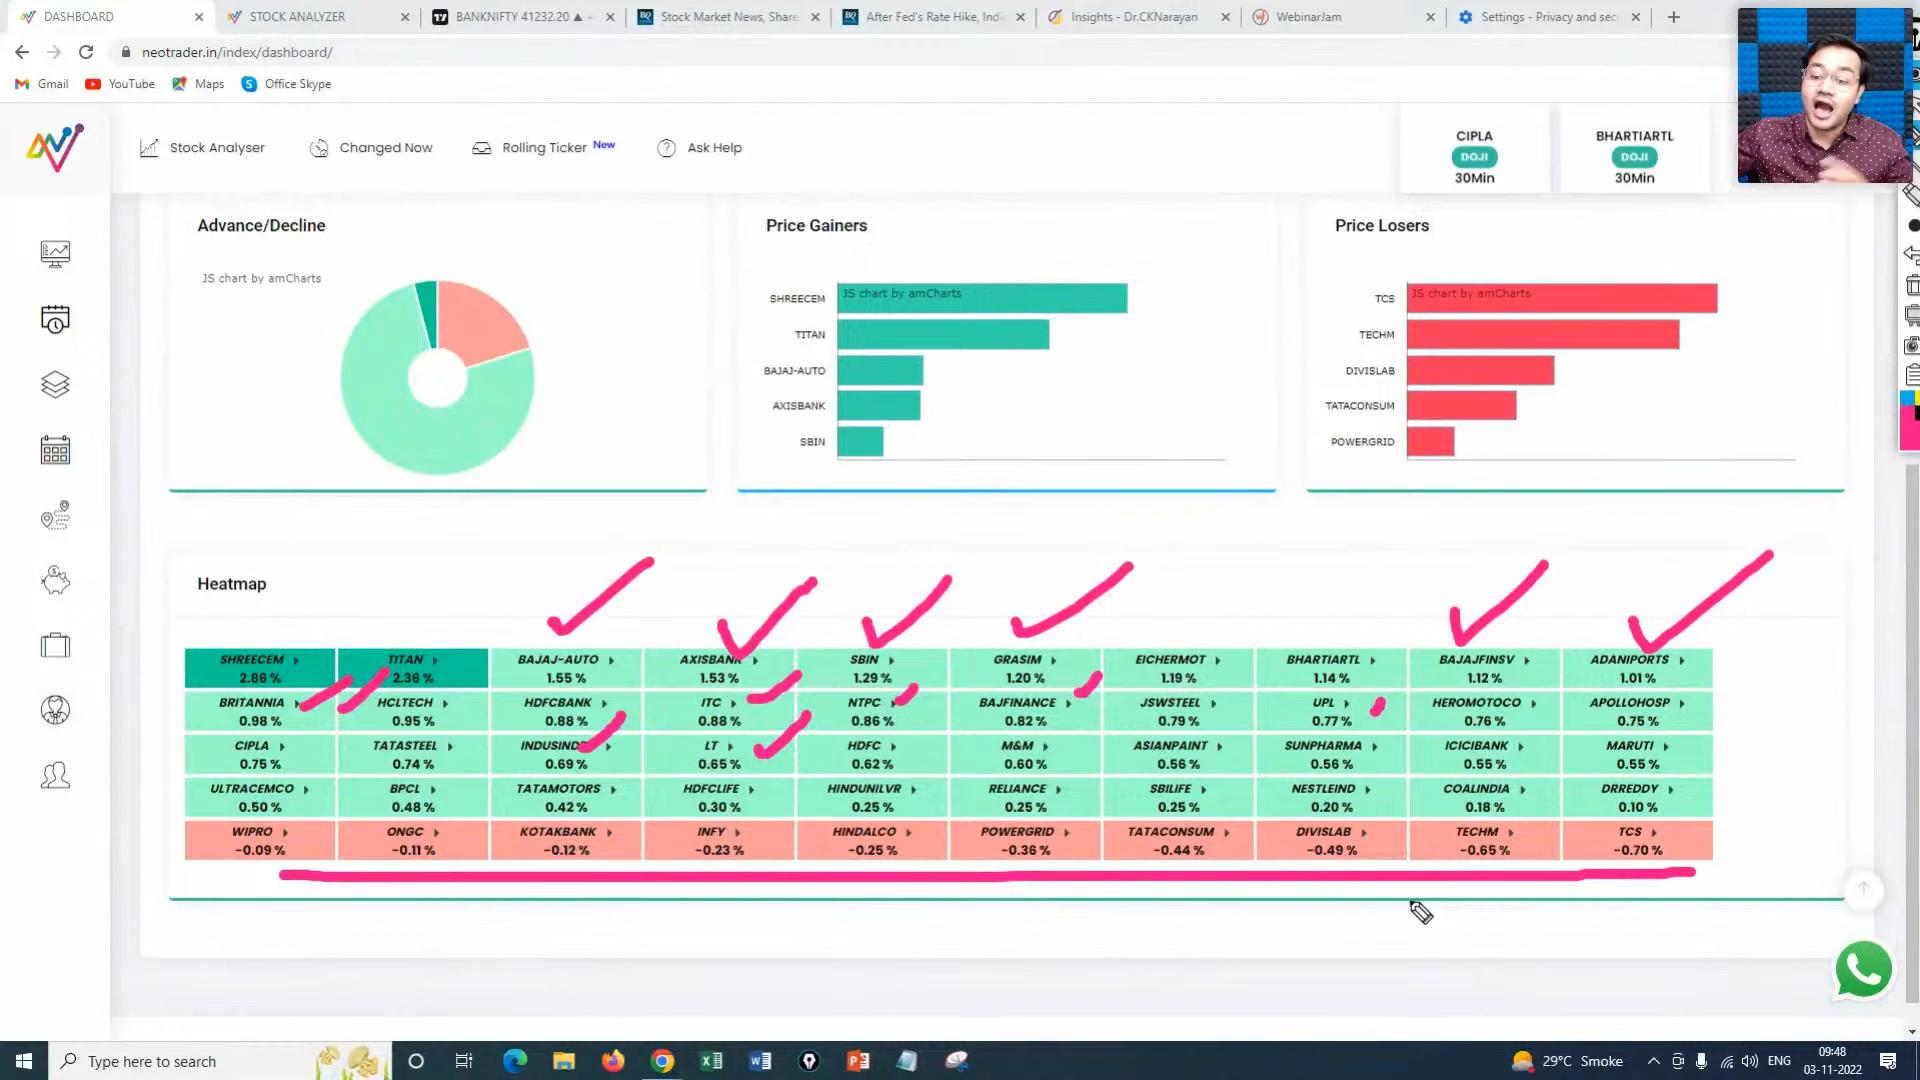 DASHBOARD
STOCK ANALYZER
BANKNIFTY 41232.20 ▲
Stock Market News, Share
After Fed's Rate Hike, Indi
Insights - Dr.CKNarayan
WebinarJam
Settings - Privacy and sec
neotrader.in/index/dashboard/
Gmail
YouTube
Maps
Office Skype
Stock Analyser
Changed Now
Rolling Ticker New
Ask Help
CIPLA
DOJI
30Min
BHARTIARTL
DOJI
30Min
Advance/Decline
JS chart by amCharts
Price Gainers
JS chart by amCharts
SHREECEM
TITAN
BAJAJ-AUTO
AXISBANK
SBIN
Price Losers
JS chart by amCharts
TCS
TECHM
DIVISLAB
TATACONSUM
POWERGRID
Heatmap
SHREECEM TITAN BAJAJ-AUTO AXISBANK SBIN GRASIM EICHERMOT BHARTIARTL BAJAJFINSV ADANIPORTS
2.86 % 2.36 % 1.55 % 1.53 % 1.29 % 1.20 % 1.19 % 1.14 % 1.12 % 1.01 %
BRITANNIA HCLTECH HDFCBANK ITC NTPC BAJFINANCE JSWSTEEL UPL HEROMOTOCO APOLLOHOSP
0.98 % 0.95 % 0.88 % 0.88 % 0.86 % 0.82 % 0.79 % 0.77 % 0.76 % 0.75 %
CIPLA TATASTEEL INDUSIND LT HDFC M&M ASIANPAINT SUNPHARMA ICICIBANK MARUTI
0.75 % 0.74 % 0.69 % 0.65 % 0.62 % 0.60 % 0.56 % 0.56 % 0.55 % 0.55 %
ULTRACEMCO BPCL TATAMOTORS HDFCLIFE HINDUNILVR RELIANCE SBILIFE NESTLEIND COALINDIA DRREDDY
0.50 % 0.48 % 0.42 % 0.30 % 0.25 % 0.25 % 0.25 % 0.20 % 0.18 % 0.10 %
WIPRO ONGC KOTAKBANK INFY HINDALCO POWERGRID TATACONSUM DIVISLAB TECHM TCS
-0.09 % -0.11 % -0.12 % -0.23 % -0.25 % -0.36 % -0.44 % -0.49 % -0.65 % -0.70 %
Type here to search
29°C Smoke
ENG
09:48
03-11-2022